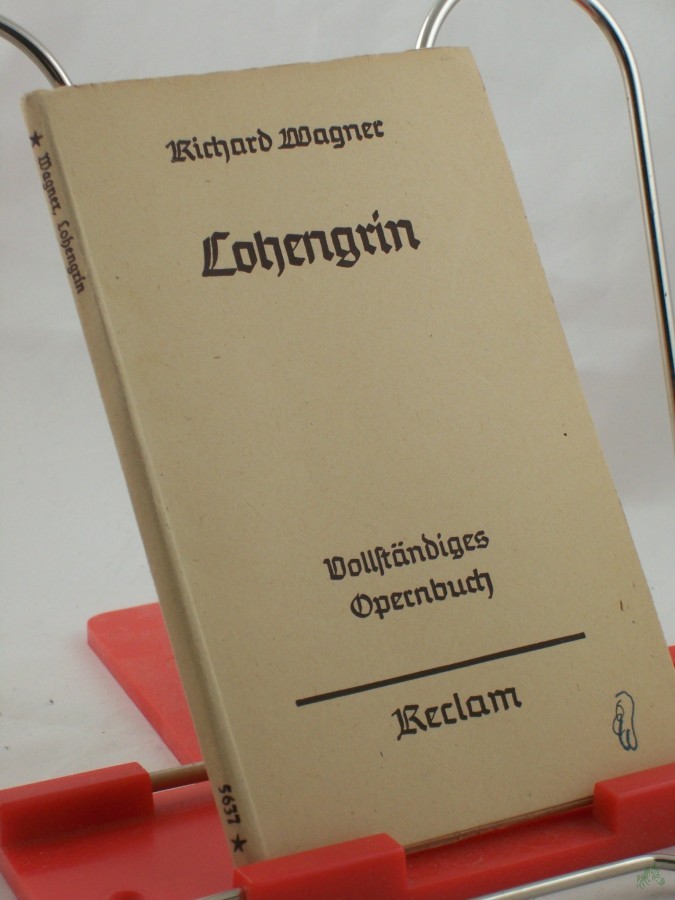 Richard Wagner
Lohengrin
Vollständiges
Opernbuch
Reclam
★ Wagner, Lohengrin
5637 ★